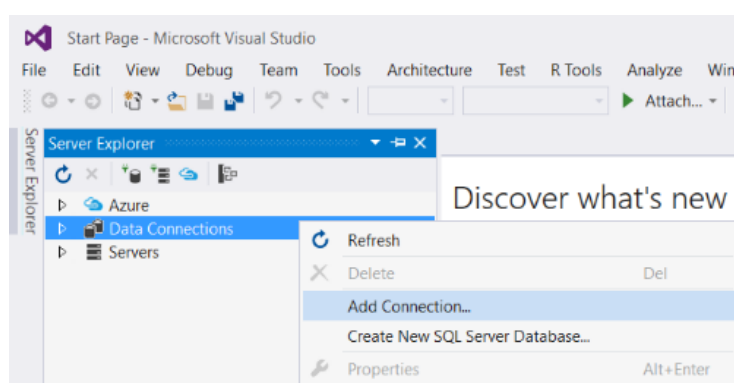 Start Page - Microsoft Visual Studio
File Edit View Debug Team Tools Architecture Test R Tools Analyze Win
Attach...
Server Explorer
Server Explorer
Discover what's new
Azure
Data Connections
Servers
Refresh
Delete Del
Add Connection...
Create New SQL Server Database...
Properties Alt+Enter